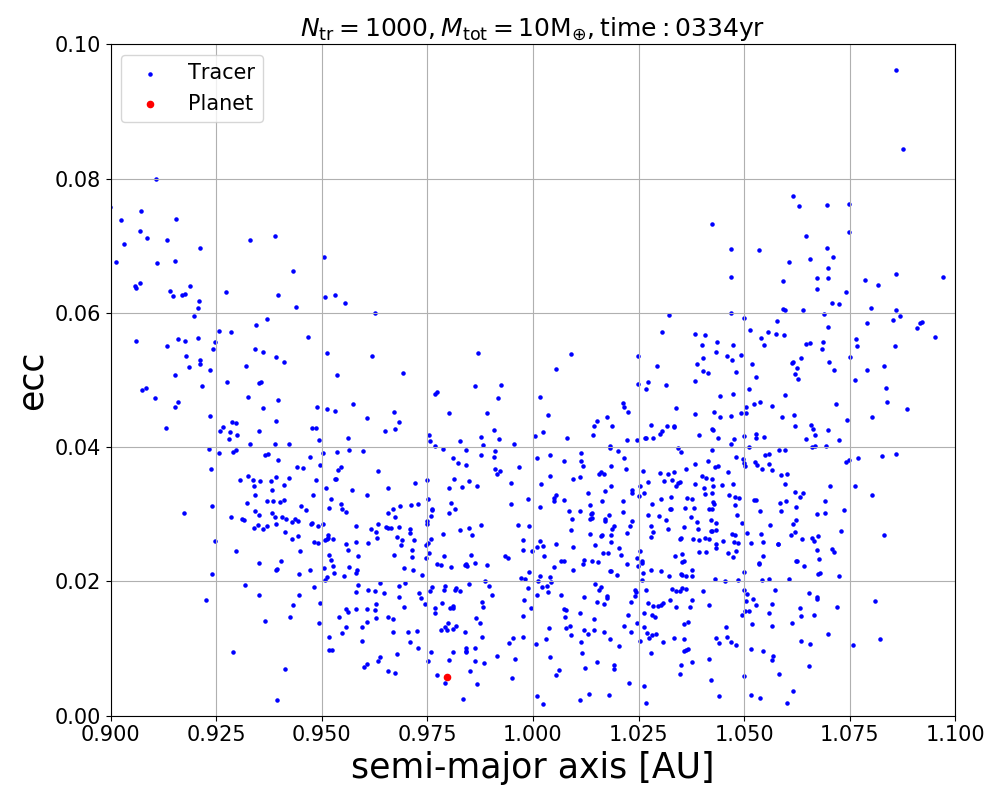 N_tr = 1000, M_tot = 10M_⊕, time : 0334yr
Tracer
Planet
ecc
0.10
0.08
0.06
0.04
0.02
0.00
0.900 0.925 0.950 0.975 1.000 1.025 1.050 1.075 1.100
semi-major axis [AU]